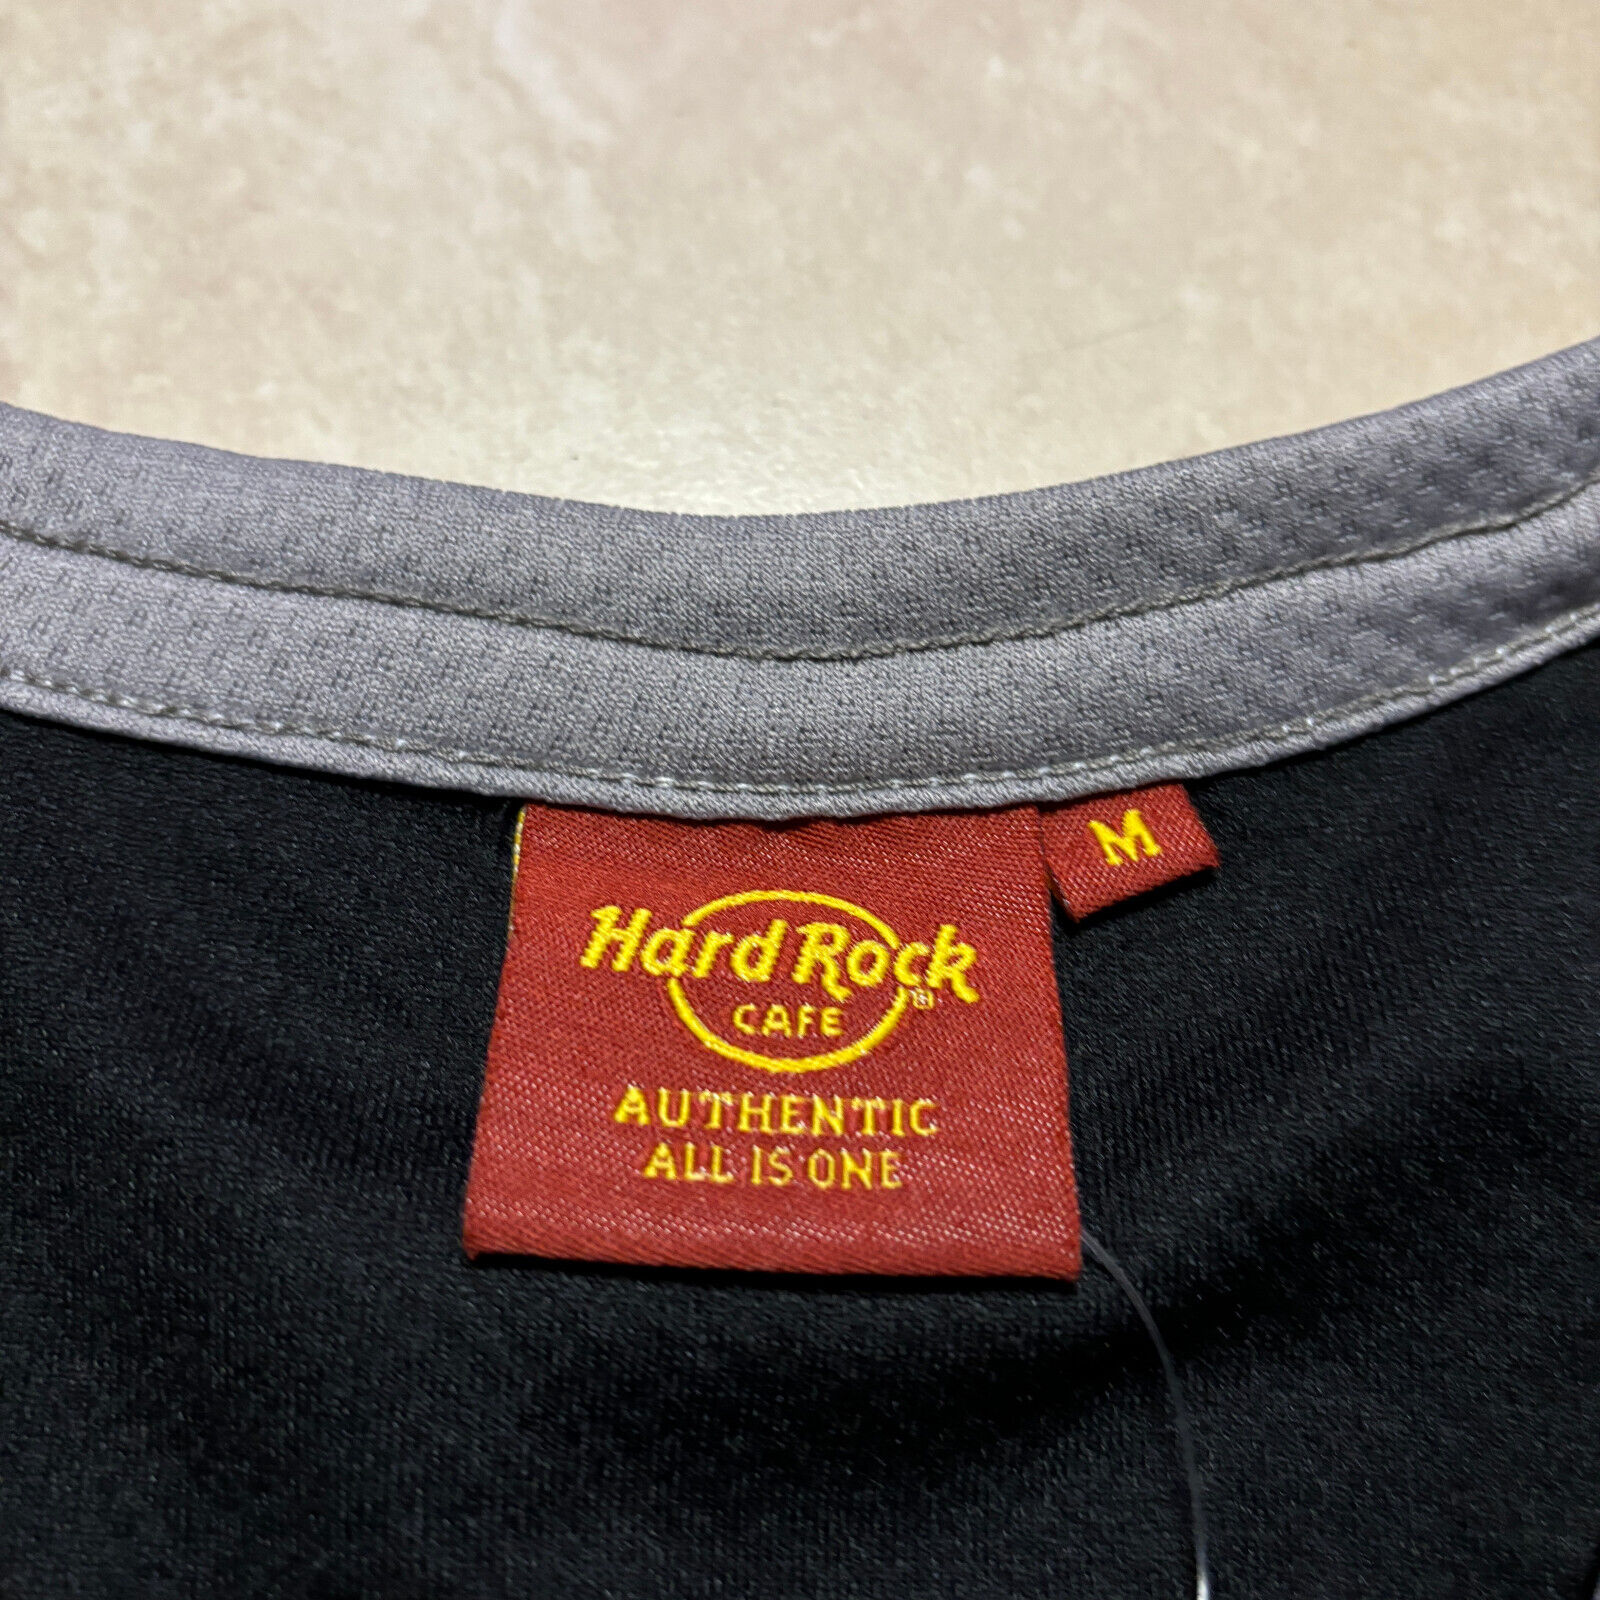 M
Hard Rock
CAFE
®
AUTHENTIC
ALL IS ONE